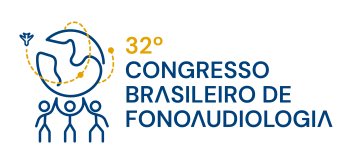 32º
CONGRESSO
BRASILEIRO DE
FONOAUDIOLOGIA